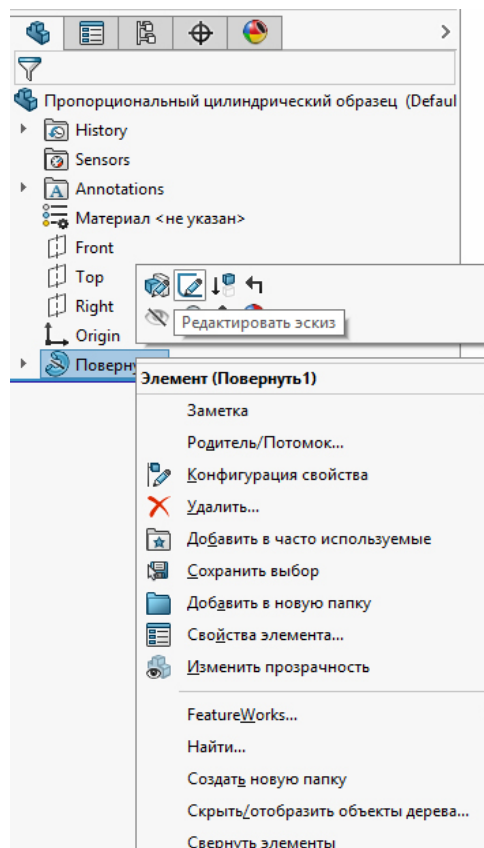 Пропорциональный цилиндрический образец (Defaul
History
Sensors
Annotations
Материал <не указан>
Front
Top
Right
Редактировать эскиз
Origin
Поверн
Элемент (Повернуть1)
Заметка
Родитель/Потомок...
Конфигурация свойства
Удалить...
Добавить в часто используемые
Сохранить выбор
Добавить в новую папку
Свойства элемента...
Изменить прозрачность
FeatureWorks...
Найти...
Создать новую папку
Скрыть/отобразить объекты дерева...
Свернуть элементы